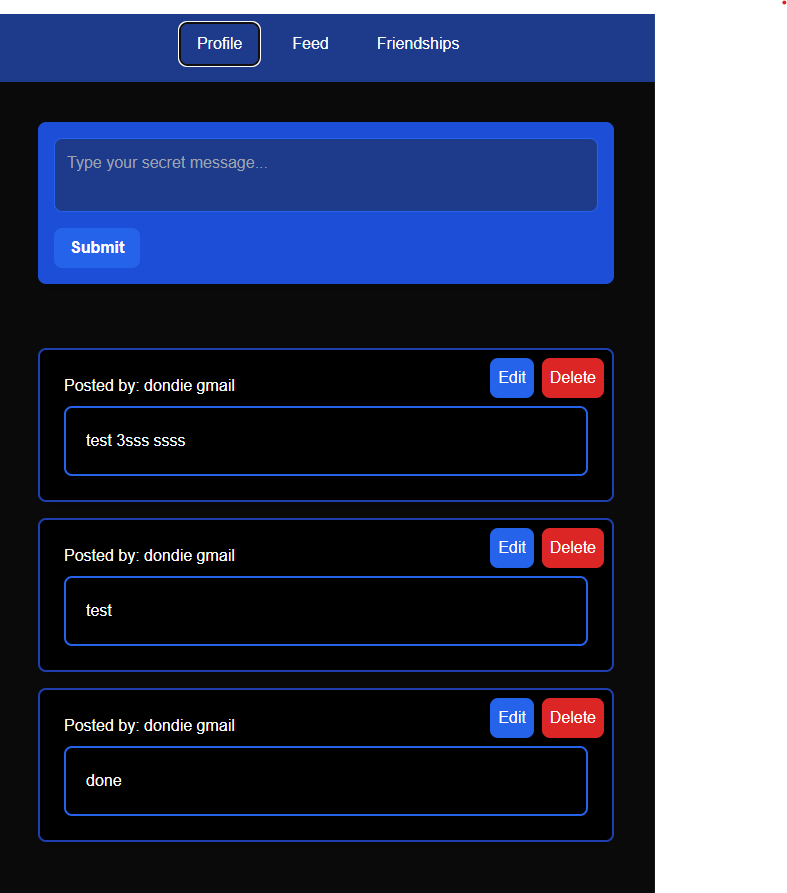 Profile Feed Friendships
Type your secret message...
Submit
Posted by: dondie gmail Edit Delete
test 3sss ssss
Posted by: dondie gmail Edit Delete
test
Posted by: dondie gmail Edit Delete
done